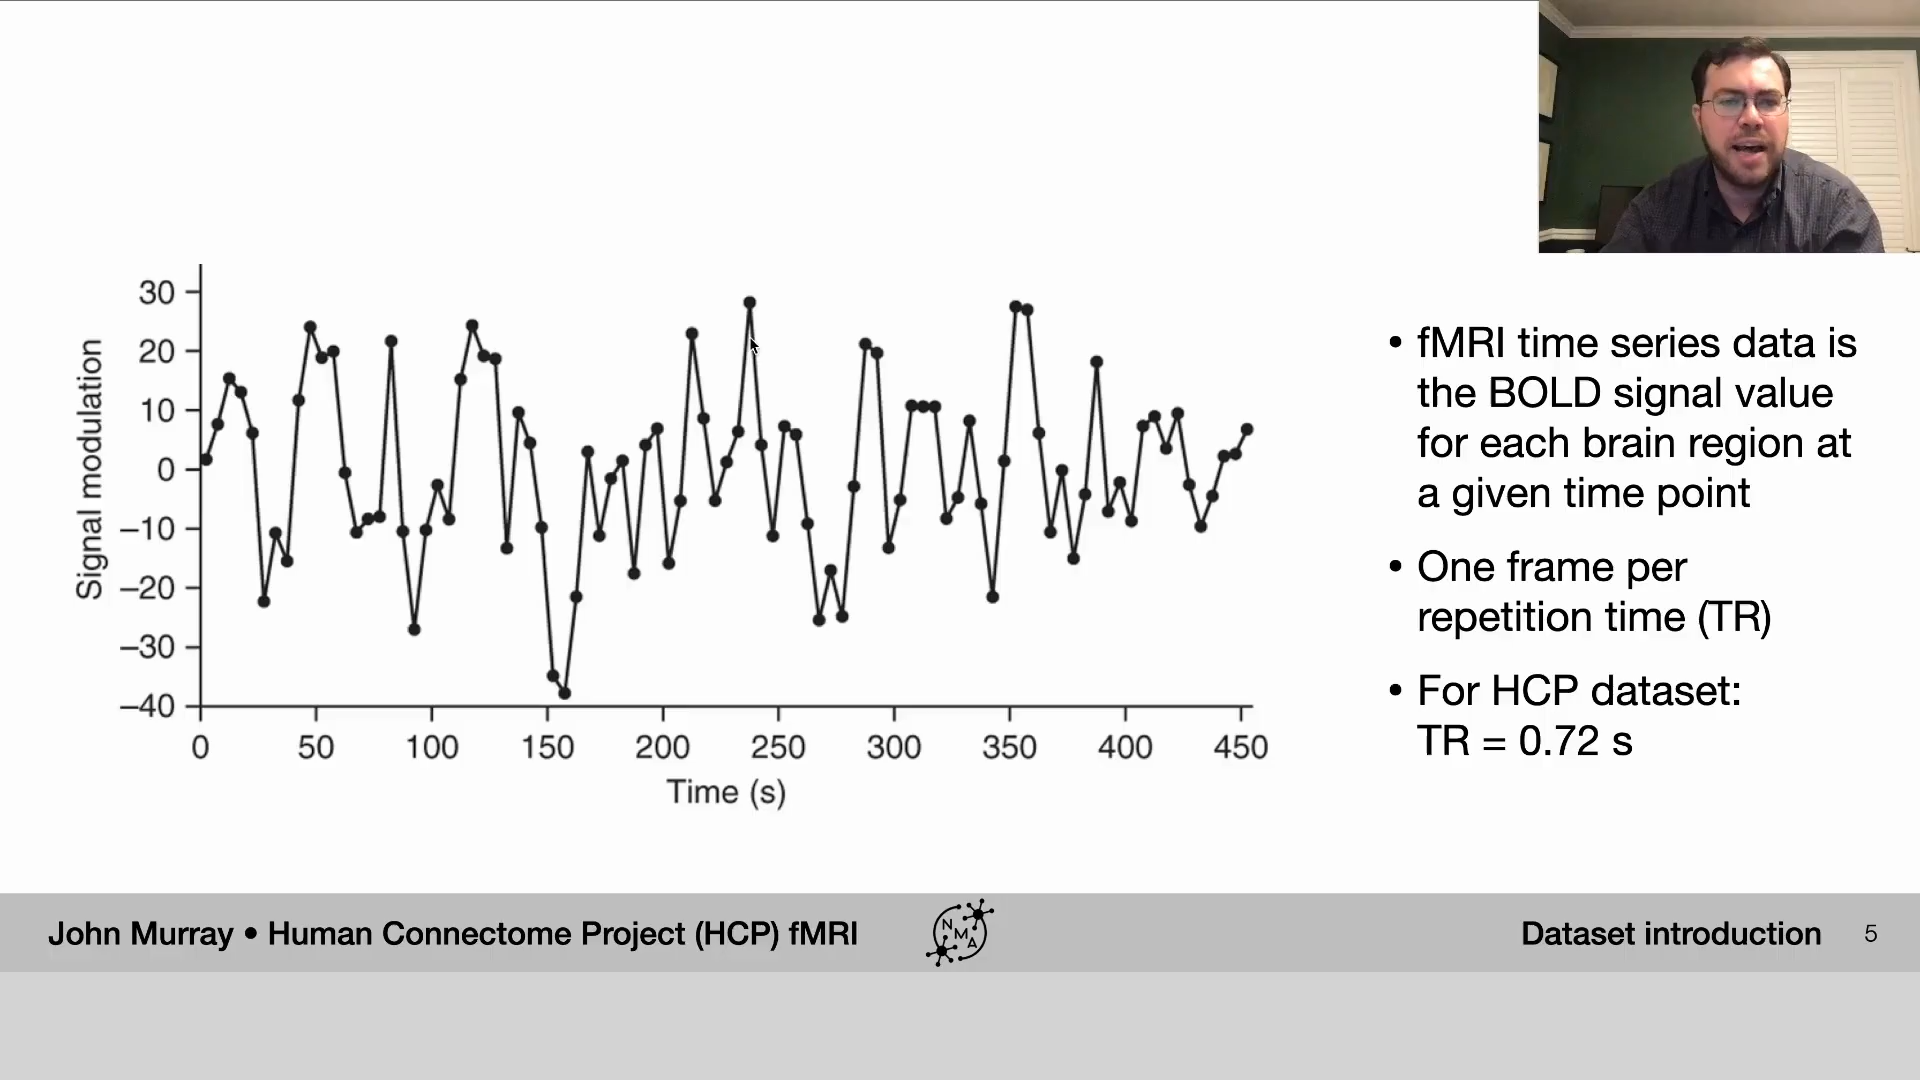 30
20
10
0
–10
–20
–30
–40
Signal modulation
0 50 100 150 200 250 300 350 400 450
Time (s)
• fMRI time series data is
the BOLD signal value
for each brain region at
a given time point
• One frame per
repetition time (TR)
• For HCP dataset:
TR = 0.72 s
John Murray • Human Connectome Project (HCP) fMRI
N
M
A
Dataset introduction 5